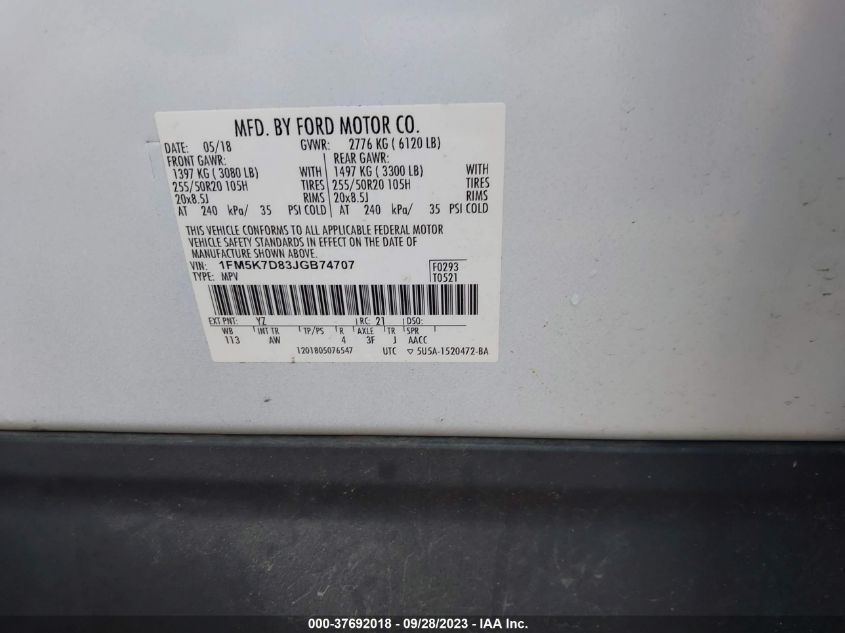 MFD. BY FORD MOTOR CO.
DATE: 05/18 GVWR: 2776 KG ( 6120 LB)
FRONT GAWR: REAR GAWR:
1397 KG ( 3080 LB) WITH 1497 KG ( 3300 LB) WITH
255/50R20 105H TIRES 255/50R20 105H TIRES
20x8.5J RIMS 20x8.5J RIMS
AT 240 kPa/ 35 PSI COLD AT 240 kPa/ 35 PSI COLD
THIS VEHICLE CONFORMS TO ALL APPLICABLE FEDERAL MOTOR
VEHICLE SAFETY STANDARDS IN EFFECT ON THE DATE OF
MANUFACTURE SHOWN ABOVE.
VIN: 1FM5K7D83JGB74707 F0293
TYPE: MPV T0521
EXT PNT: YZ RC: 21 DSO:
WB INT TR TP/PS R AXLE TR SPR
113 AW 4 3F J AACC
1201805076547 UTC ▽ 5U5A-1520472-BA
000-37692018 - 09/28/2023 - IAA Inc.